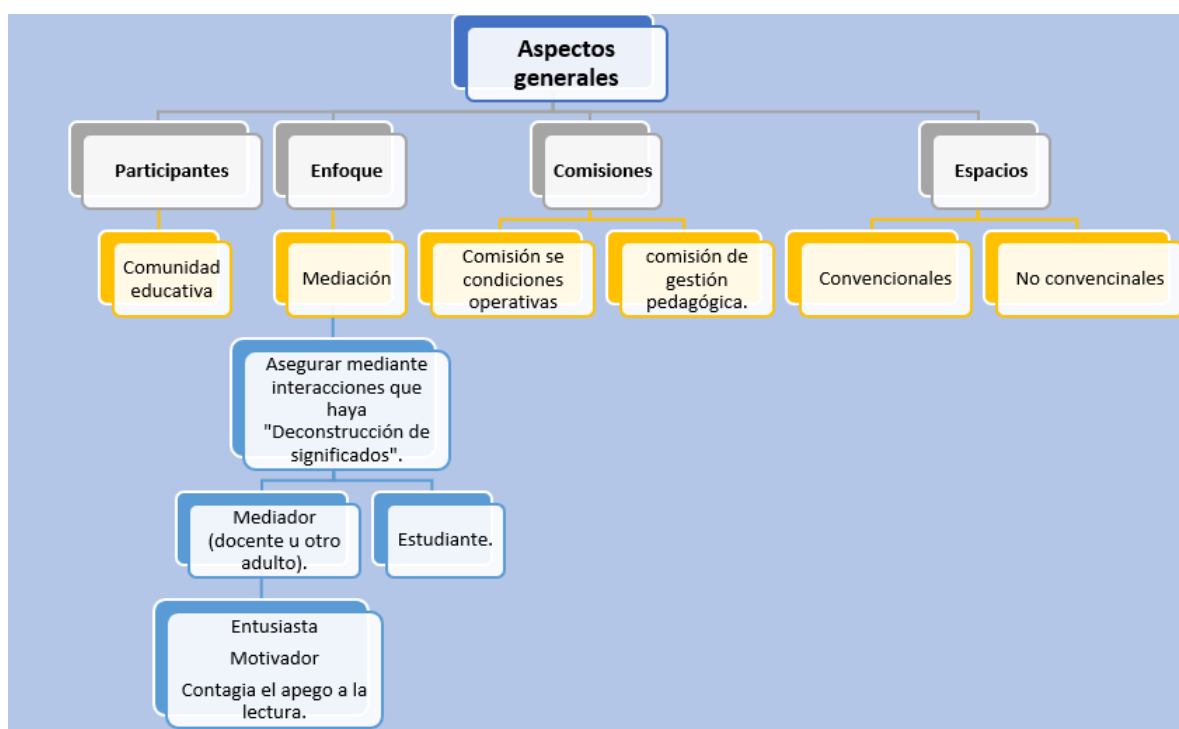 Aspectos
generales
Participantes
Enfoque
Comisiones
Espacios
Comunidad
educativa
Mediación
Comisión se
condiciones
operativas
comisión de
gestión
pedagógica.
Convencionales
No convencinales
Asegurar mediante
interacciones que
haya
"Deconstrucción de
significados".
Mediador
(docente u otro
adulto).
Estudiante.
Entusiasta
Motivador
Contagia el apego a la
lectura.